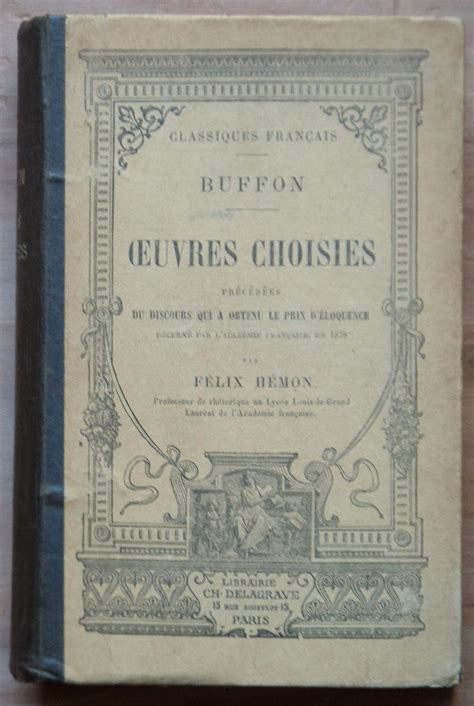 CLASSIQUES FRANÇAIS
BUFFON
ŒUVRES CHOISIES
PRÉCÉDÉES
DU DISCOURS QUI A OBTENU LE PRIX D'ÉLOQUENCE
DÉCERNÉ PAR L'ACADÉMIE FRANÇAISE, EN 1878
PAR
FÉLIX HÉMON
Professeur de rhétorique au Lycée Louis-le-Grand
Lauréat de l'Académie française.
LIBRAIRIE
CH. DELAGRAVE
15 RUE SOUFFLOT 15
PARIS